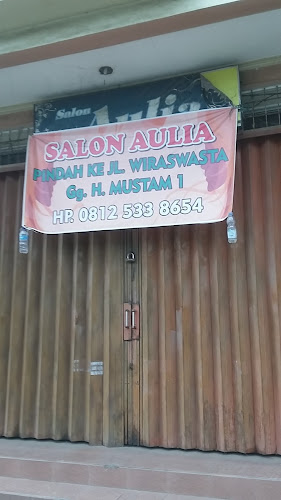 Salon
Aulia
SALON AULIA
PINDAH KE JL. WIRASWASTA
Gg. H. MUSTAM 1
HP. 0812 533 8654